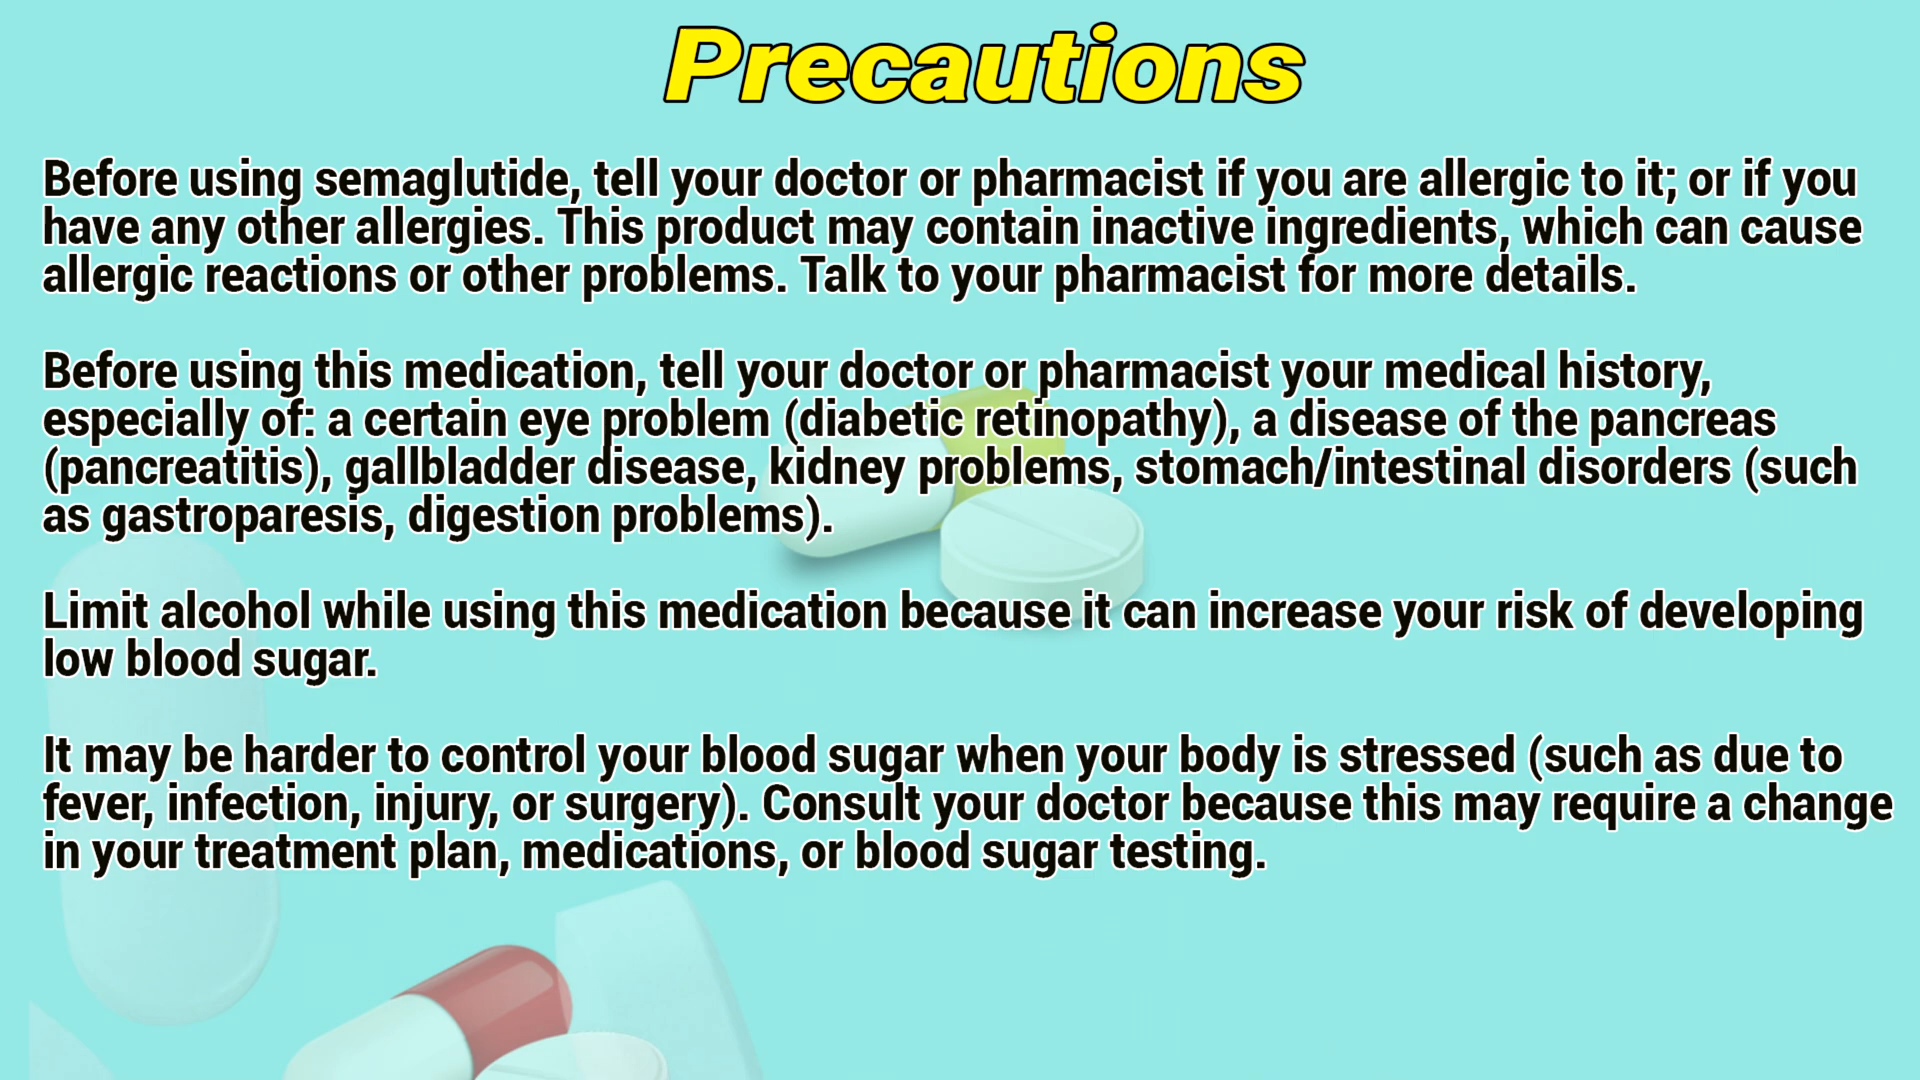 Precautions
Before using semaglutide, tell your doctor or pharmacist if you are allergic to it; or if you
have any other allergies. This product may contain inactive ingredients, which can cause
allergic reactions or other problems. Talk to your pharmacist for more details.
Before using this medication, tell your doctor or pharmacist your medical history,
especially of: a certain eye problem (diabetic retinopathy), a disease of the pancreas
(pancreatitis), gallbladder disease, kidney problems, stomach/intestinal disorders (such
as gastroparesis, digestion problems).
Limit alcohol while using this medication because it can increase your risk of developing
low blood sugar.
It may be harder to control your blood sugar when your body is stressed (such as due to
fever, infection, injury, or surgery). Consult your doctor because this may require a change
in your treatment plan, medications, or blood sugar testing.